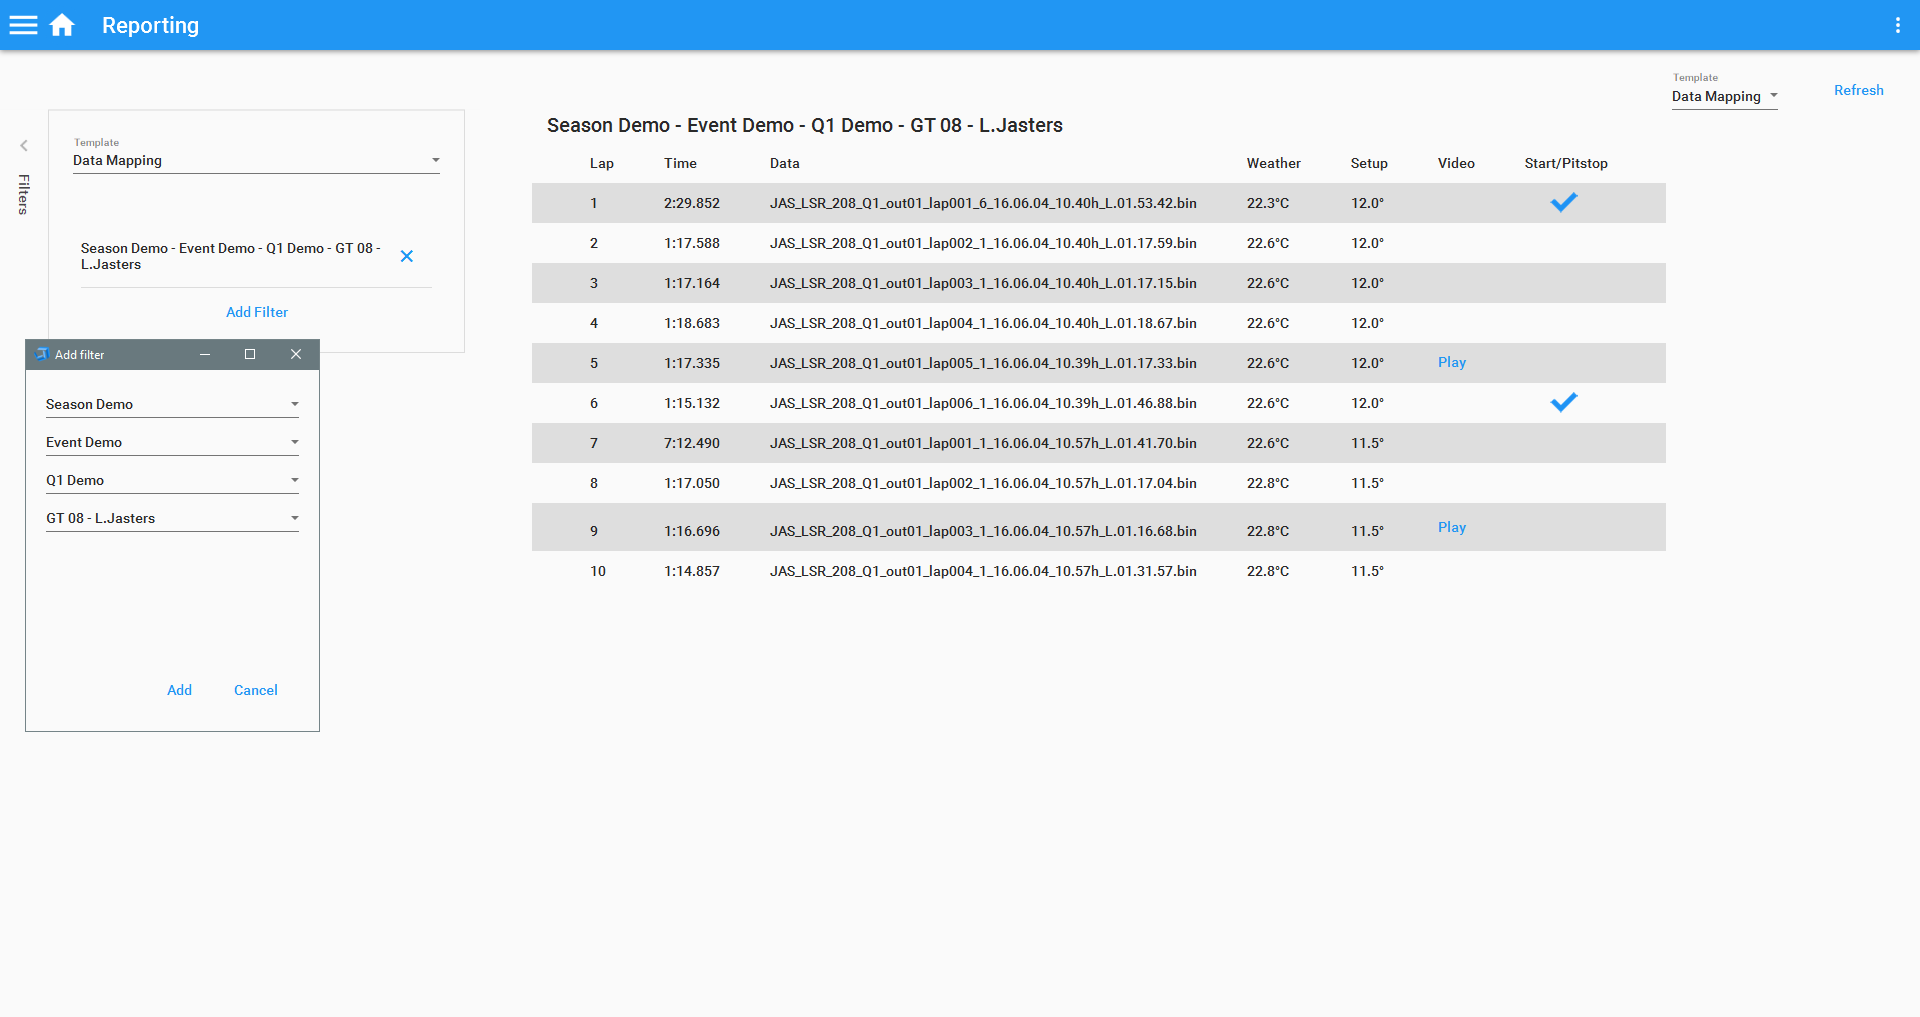 Reporting
Template
Data Mapping
Refresh
Filters
Template
Data Mapping
Season Demo - Event Demo - Q1 Demo - GT 08 -
L.Jasters
Add Filter
Add filter
Season Demo
Event Demo
Q1 Demo
GT 08 - L.Jasters
Add Cancel
Season Demo - Event Demo - Q1 Demo - GT 08 - L.Jasters
Lap Time Data Weather Setup Video Start/Pitstop
1 2:29.852 JAS_LSR_208_Q1_out01_lap001_6_16.06.04_10.40h_L.01.53.42.bin 22.3°C 12.0°
2 1:17.588 JAS_LSR_208_Q1_out01_lap002_1_16.06.04_10.40h_L.01.17.59.bin 22.6°C 12.0°
3 1:17.164 JAS_LSR_208_Q1_out01_lap003_1_16.06.04_10.40h_L.01.17.15.bin 22.6°C 12.0°
4 1:18.683 JAS_LSR_208_Q1_out01_lap004_1_16.06.04_10.40h_L.01.18.67.bin 22.6°C 12.0°
5 1:17.335 JAS_LSR_208_Q1_out01_lap005_1_16.06.04_10.39h_L.01.17.33.bin 22.6°C 12.0° Play
6 1:15.132 JAS_LSR_208_Q1_out01_lap006_1_16.06.04_10.39h_L.01.46.88.bin 22.6°C 12.0°
7 7:12.490 JAS_LSR_208_Q1_out01_lap001_1_16.06.04_10.57h_L.01.41.70.bin 22.6°C 11.5°
8 1:17.050 JAS_LSR_208_Q1_out01_lap002_1_16.06.04_10.57h_L.01.17.04.bin 22.8°C 11.5°
9 1:16.696 JAS_LSR_208_Q1_out01_lap003_1_16.06.04_10.57h_L.01.16.68.bin 22.8°C 11.5° Play
10 1:14.857 JAS_LSR_208_Q1_out01_lap004_1_16.06.04_10.57h_L.01.31.57.bin 22.8°C 11.5°